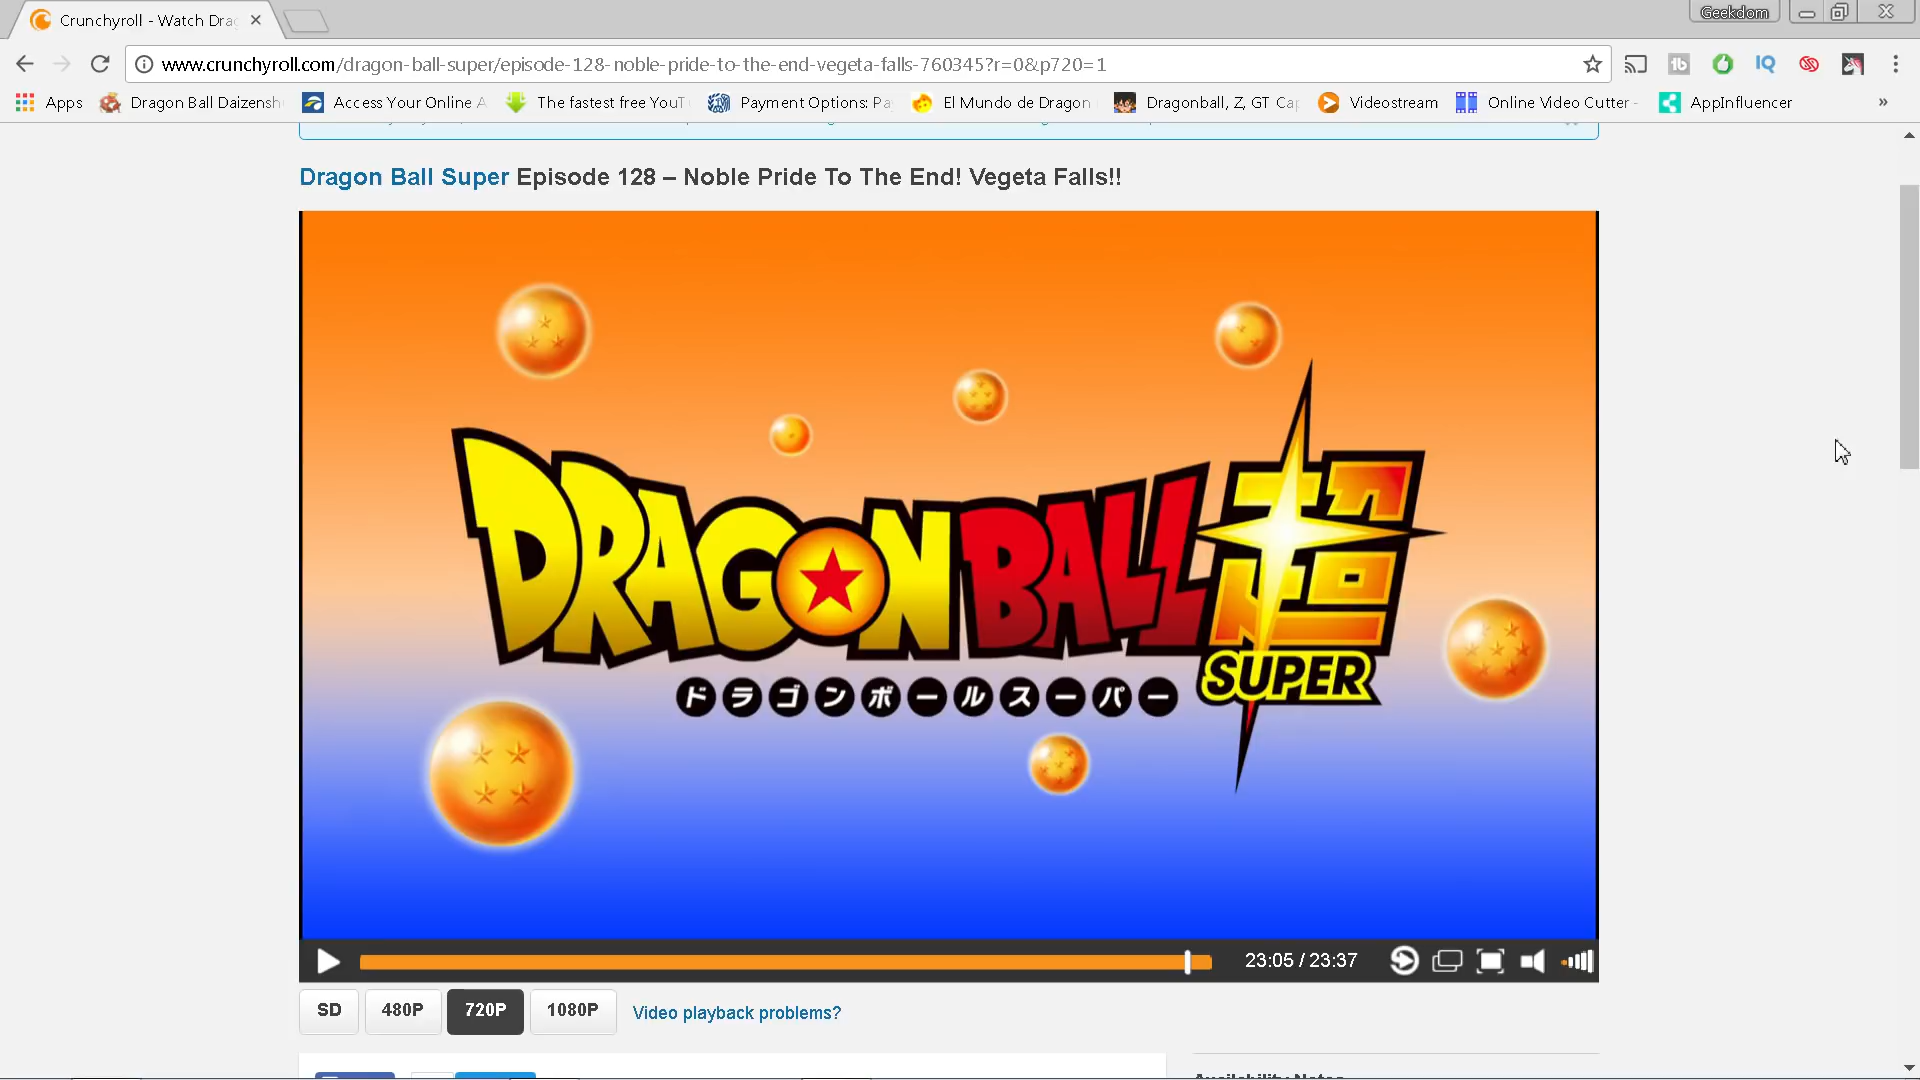 Crunchyroll - Watch Drag
Geekdom
www.crunchyroll.com/dragon-ball-super/episode-128-noble-pride-to-the-end-vegeta-falls-760345?r=0&p720=1
Apps Dragon Ball Daizensh Access Your Online A The fastest free YouT Payment Options: Pa El Mundo de Dragon Dragonball, Z, GT Cap Videostream Online Video Cutter - AppInfluencer »
Dragon Ball Super Episode 128 – Noble Pride To The End! Vegeta Falls!!
DRAGON BALL 超
SUPER
ドラゴンボールスーパー
23:05 / 23:37
SD 480P 720P 1080P Video playback problems?
Availability Notes